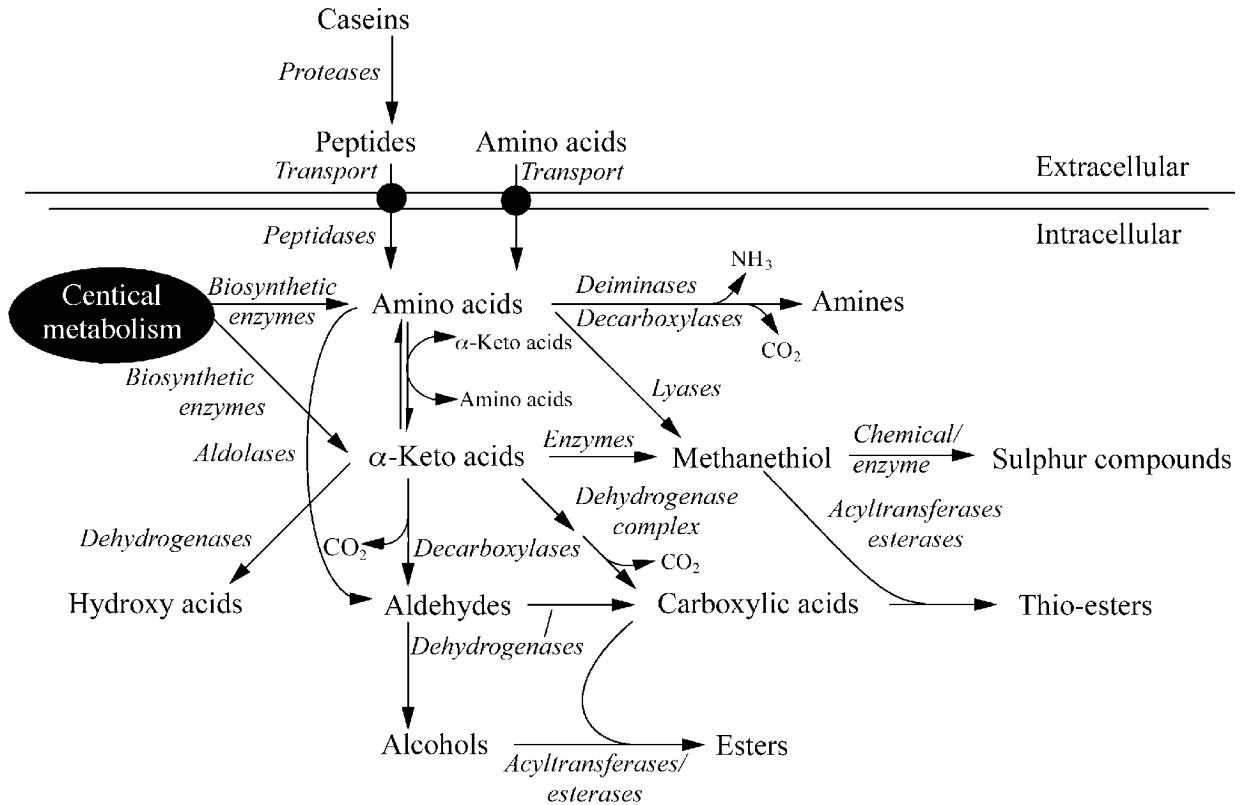 Caseins
Proteases
Peptides
Amino acids
Transport
Transport
Extracellular
Intracellular
Peptidases
Centical
metabolism
Biosynthetic
enzymes
Amino acids
Deiminases
Decarboxylases
NH₃
CO₂
Amines
α-Keto acids
Amino acids
Biosynthetic
enzymes
Aldolases
Lyases
α-Keto acids
Enzymes
Methanethiol
Chemical/
enzyme
Sulphur compounds
Dehydrogenases
CO₂
Decarboxylases
Dehydrogenase
complex
CO₂
Acyltransferases
esterases
Hydroxy acids
Aldehydes
Dehydrogenases
Carboxylic acids
Thio-esters
Alcohols
Acyltransferases/
esterases
Esters